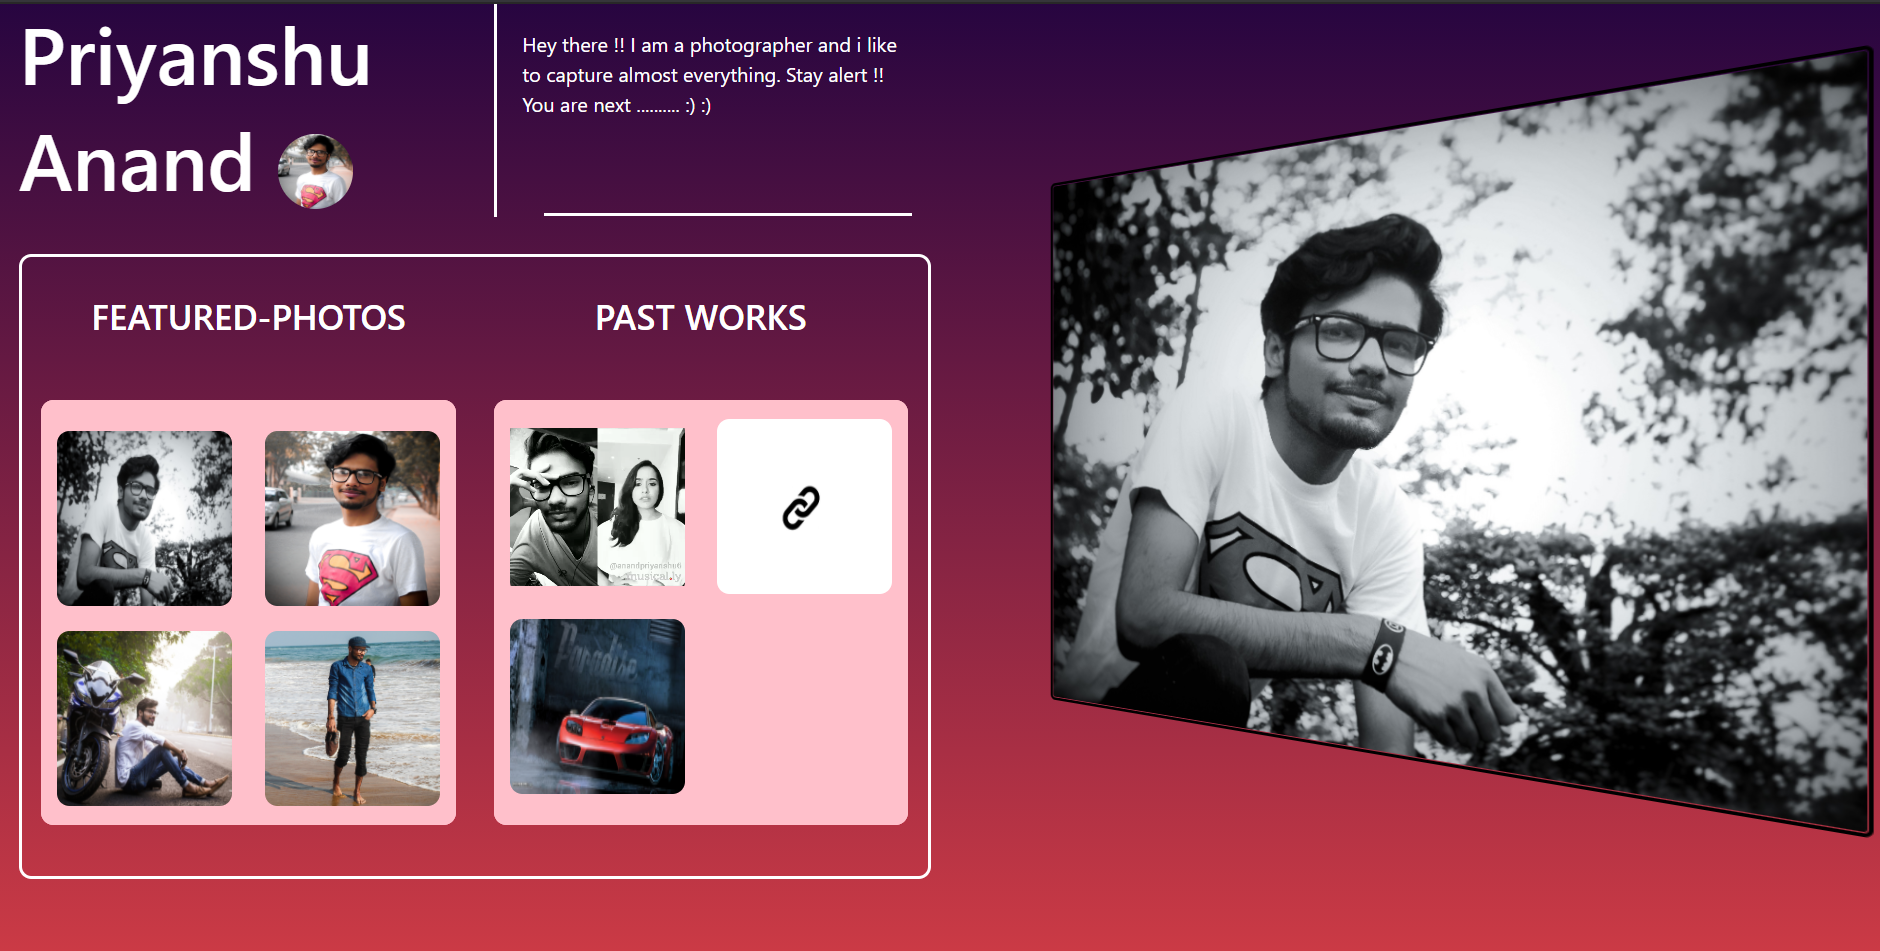 Priyanshu
Anand
Hey there !! I am a photographer and i like
to capture almost everything. Stay alert !!
You are next .......... :) :)
FEATURED-PHOTOS
PAST WORKS
@anandpriyanshu6
musical.ly
Paradise